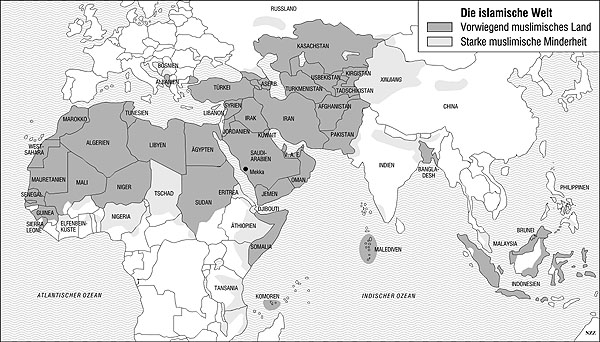 Die islamische Welt
Vorwiegend muslimisches Land
Starke muslimische Minderheit
RUSSLAND
KASACHSTAN
BOSNIEN
ALBANIEN
TÜRKEI
ASERB.
USBEKISTAN
KIRGISTAN
TURKMENISTAN
TADSCHIKISTAN
XINJIANG
CHINA
MAROKKO
TUNESIEN
SYRIEN
LIBANON
IRAK
IRAN
AFGHANISTAN
ALGERIEN
LIBYEN
ÄGYPTEN
JORDANIEN
KUWAIT
PAKISTAN
WEST-
SAHARA
SAUDI-
ARABIEN
V. A. E.
Mekka
OMAN
INDIEN
BANGLA-
DESH
MAURETANIEN
MALI
NIGER
TSCHAD
SUDAN
ERITREA
JEMEN
SENEGAL
GUINEA
NIGERIA
DJIBOUTI
PHILIPPINEN
SIERRA
LEONE
ELFENBEIN-
KÜSTE
ÄTHIOPIEN
SOMALIA
MALEDIVEN
BRUNEI
MALAYSIA
INDONESIEN
TANSANIA
KOMOREN
ATLANTISCHER OZEAN
INDISCHER OZEAN
NZZ